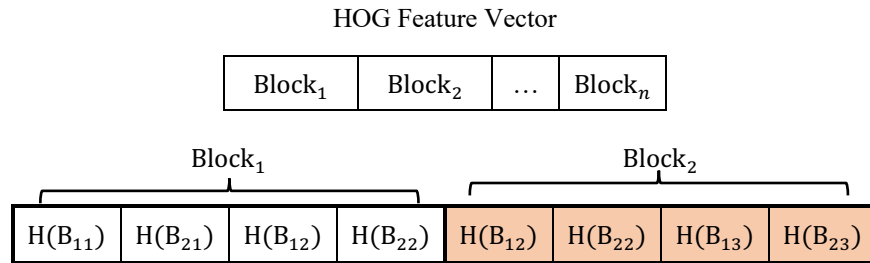 HOG Feature Vector
Block₁ Block₂ … Blockₙ
Block₁ Block₂
H(B₁₁) H(B₂₁) H(B₁₂) H(B₂₂) H(B₁₂) H(B₂₂) H(B₁₃) H(B₂₃)